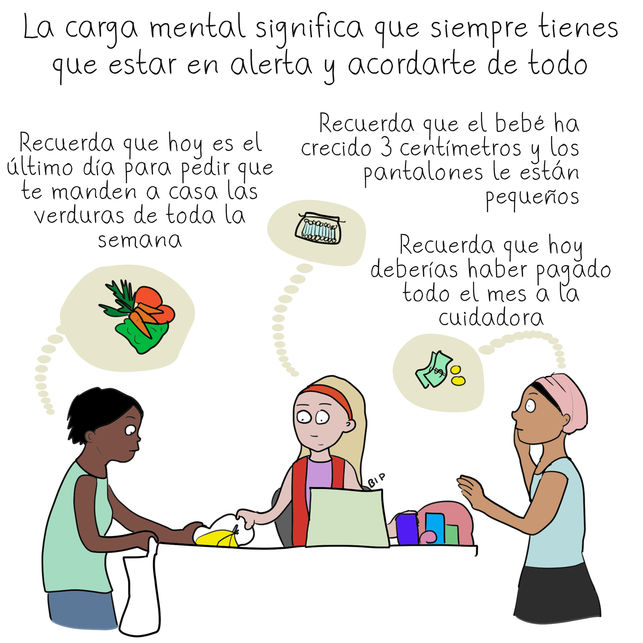 La carga mental significa que siempre tienes
que estar en alerta y acordarte de todo
Recuerda que hoy es el
último día para pedir que
te manden a casa las
verduras de toda la
semana
Recuerda que el bebé ha
crecido 3 centímetros y los
pantalones le están
pequeños
Recuerda que hoy
deberías haber pagado
todo el mes a la
cuidadora
BIP